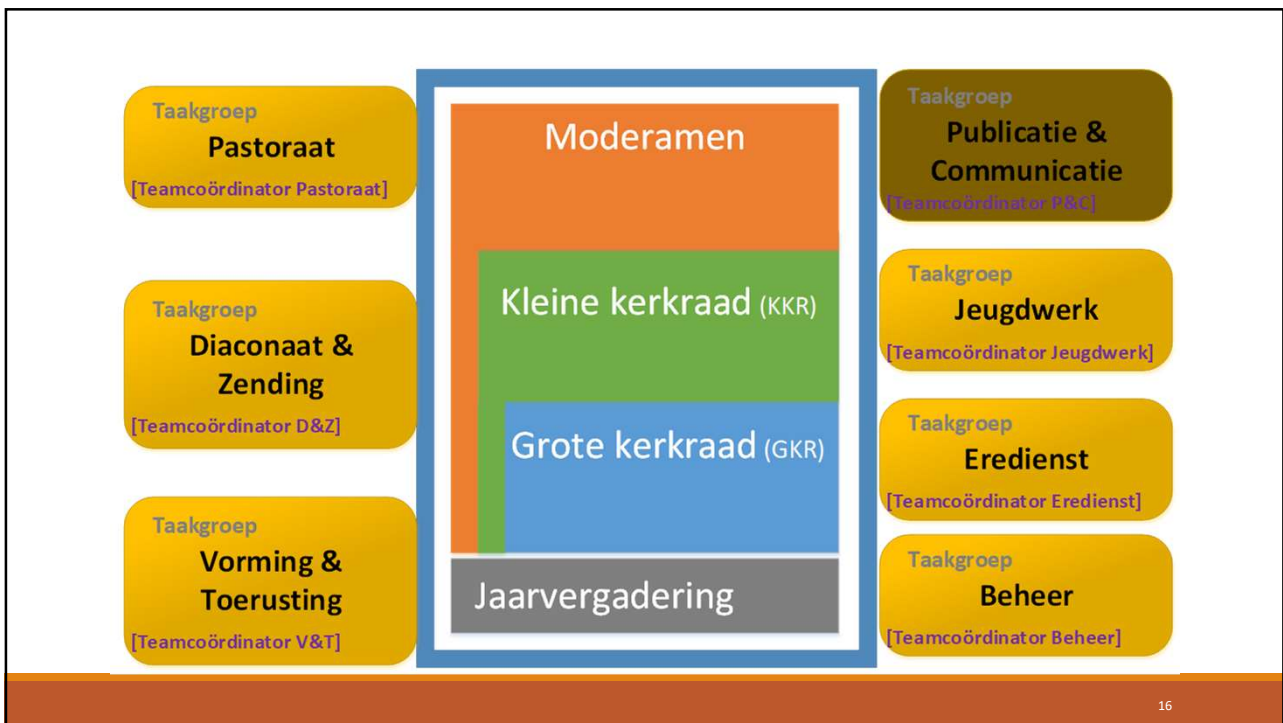 Taakgroep
Pastoraat
[Teamcoördinator Pastoraat]
Taakgroep
Diaconaat &
Zending
[Teamcoördinator D&Z]
Taakgroep
Vorming &
Toerusting
[Teamcoördinator V&T]
Moderamen
Kleine kerkraad (KKR)
Grote kerkraad (GKR)
Jaarvergadering
Taakgroep
Publicatie &
Communicatie
[Teamcoördinator P&C]
Taakgroep
Jeugdwerk
[Teamcoördinator Jeugdwerk]
Taakgroep
Eredienst
[Teamcoördinator Eredienst]
Taakgroep
Beheer
[Teamcoördinator Beheer]
16